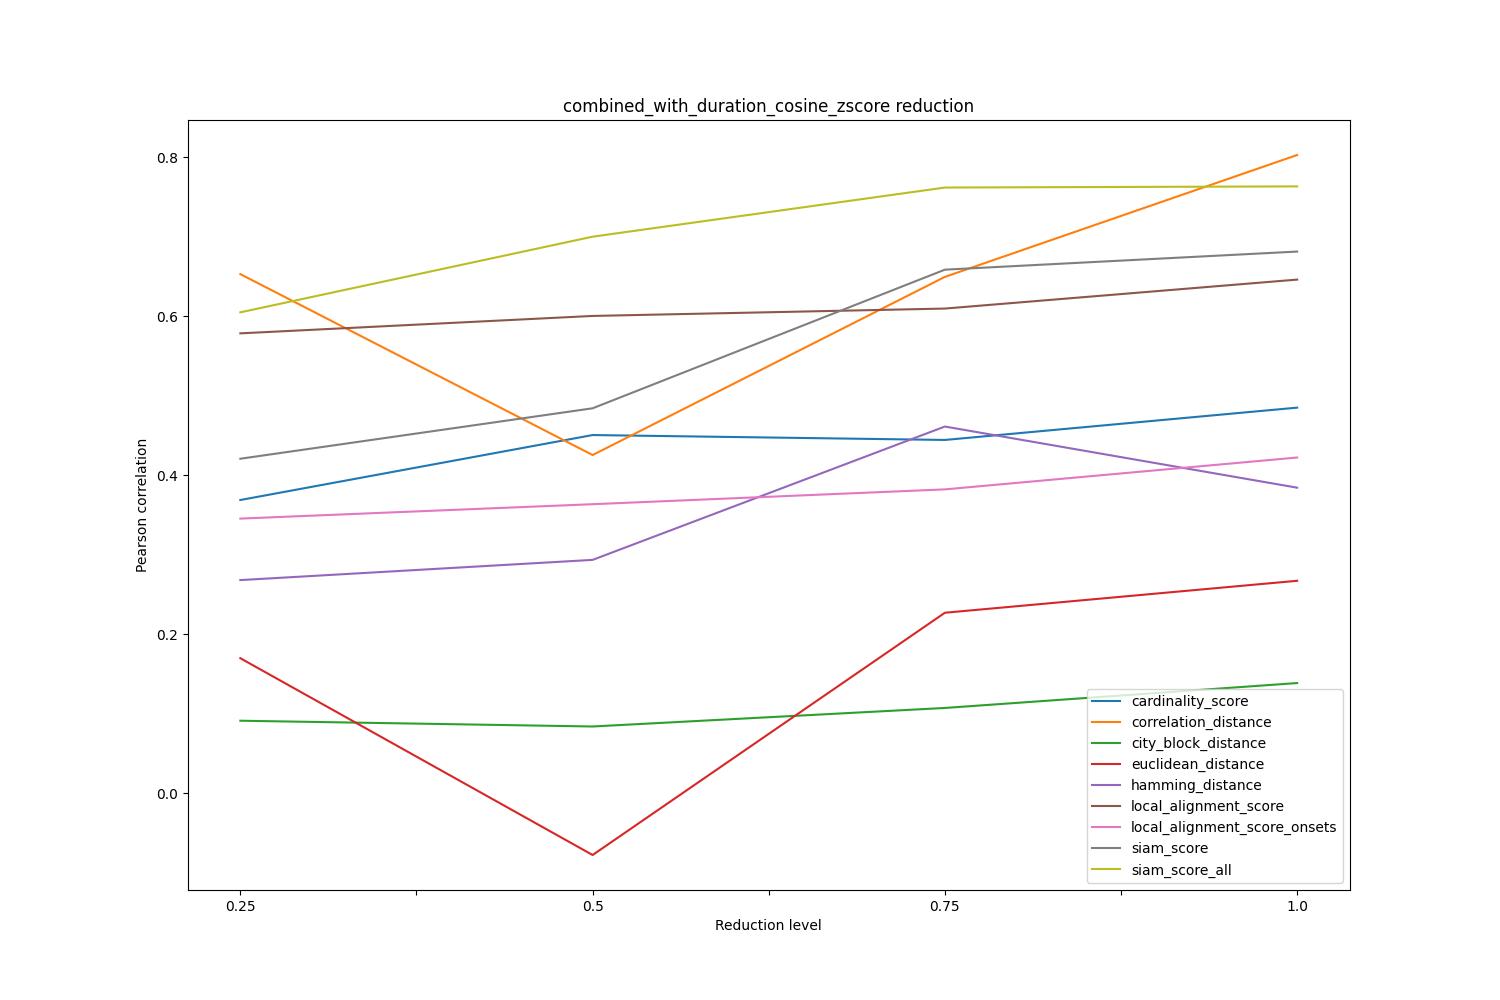 combined_with_duration_cosine_zscore reduction
0.8
0.6
0.4
0.2
0.0
Pearson correlation
0.25
0.5
0.75
1.0
Reduction level
cardinality_score
correlation_distance
city_block_distance
euclidean_distance
hamming_distance
local_alignment_score
local_alignment_score_onsets
siam_score
siam_score_all